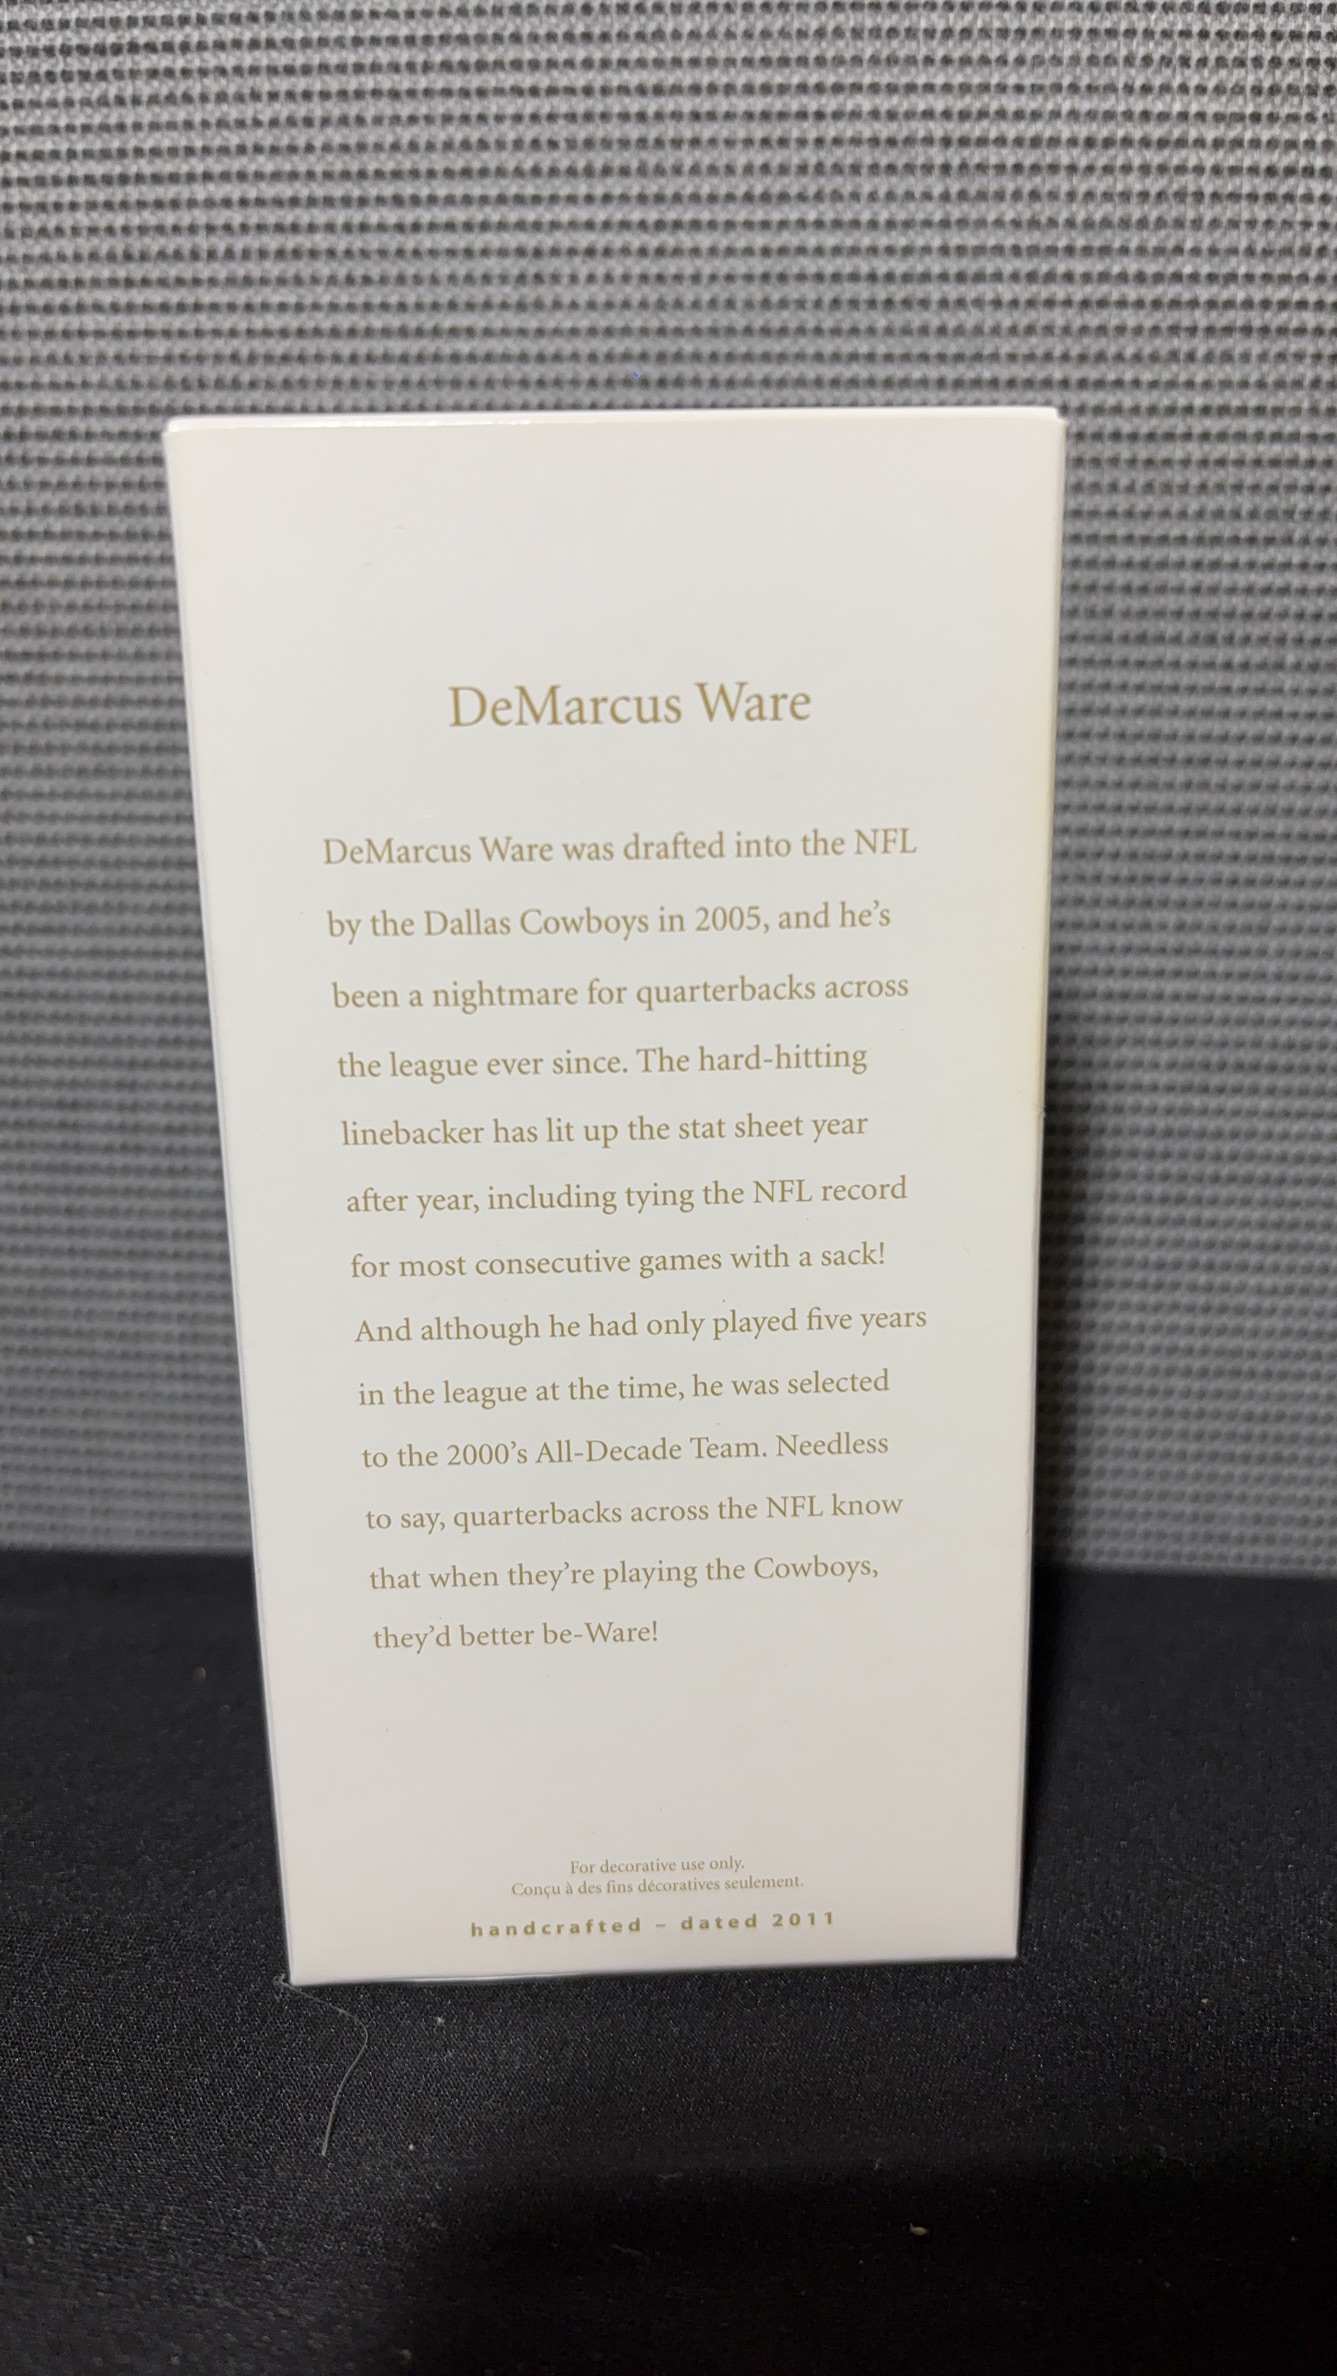 DeMarcus Ware
DeMarcus Ware was drafted into the NFL
by the Dallas Cowboys in 2005, and he’s
been a nightmare for quarterbacks across
the league ever since. The hard-hitting
linebacker has lit up the stat sheet year
after year, including tying the NFL record
for most consecutive games with a sack!
And although he had only played five years
in the league at the time, he was selected
to the 2000’s All-Decade Team. Needless
to say, quarterbacks across the NFL know
that when they’re playing the Cowboys,
they’d better be-Ware!
For decorative use only.
Conçu à des fins décoratives seulement.
handcrafted – dated 2011